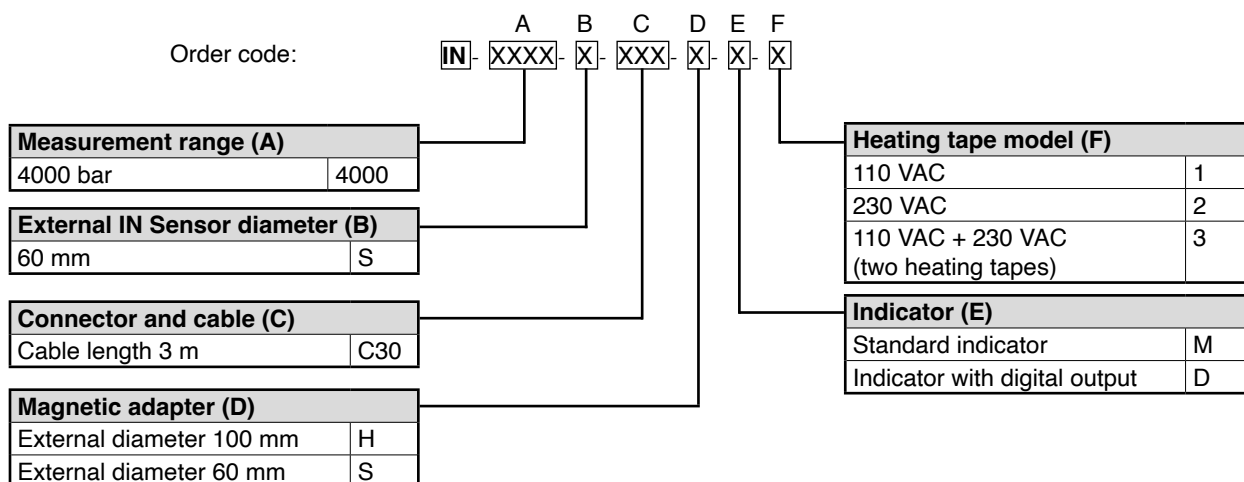 A B C D E F
Order code: IN - XXXX - X - XXX - X - X - X
Measurement range (A)
4000 bar 4000
External IN Sensor diameter (B)
60 mm S
Connector and cable (C)
Cable length 3 m C30
Magnetic adapter (D)
External diameter 100 mm H
External diameter 60 mm S
Heating tape model (F)
110 VAC 1
230 VAC 2
110 VAC + 230 VAC 3
(two heating tapes)
Indicator (E)
Standard indicator M
Indicator with digital output D